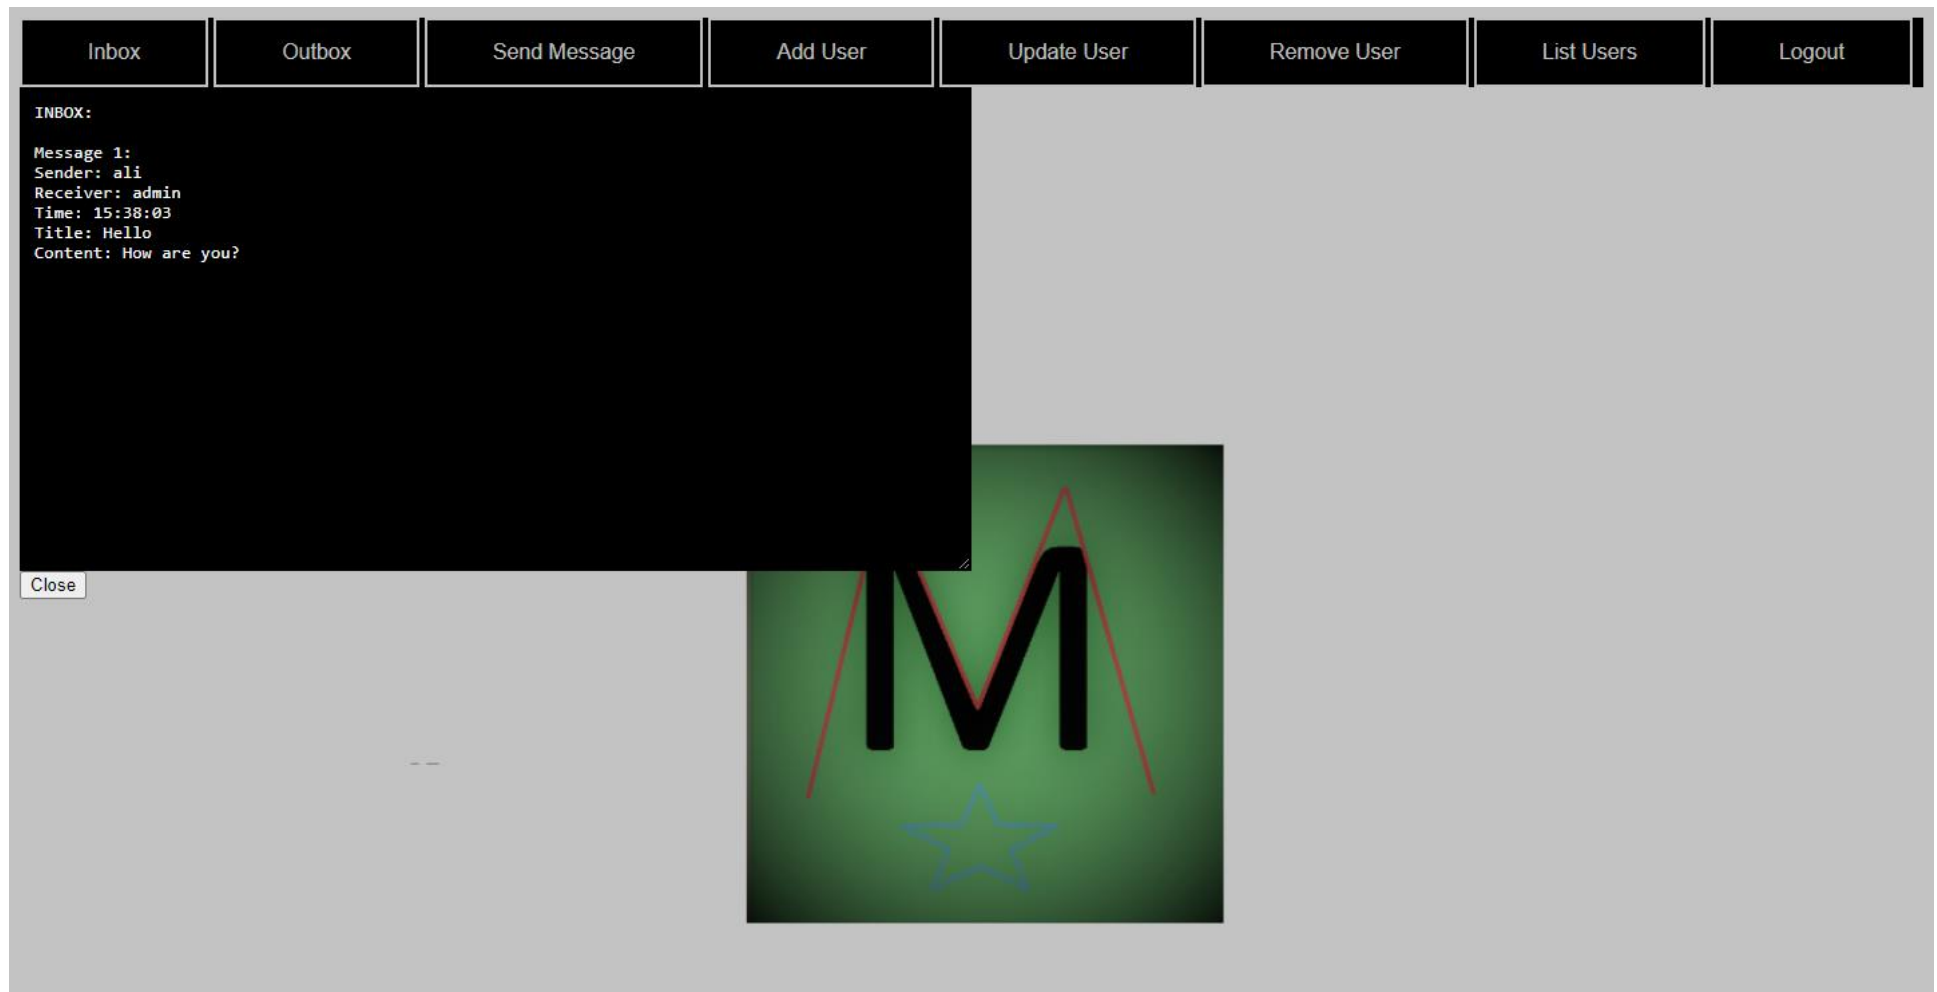 Inbox Outbox Send Message Add User Update User Remove User List Users Logout
INBOX:
Message 1:
Sender: ali
Receiver: admin
Time: 15:38:03
Title: Hello
Content: How are you?
Close
M